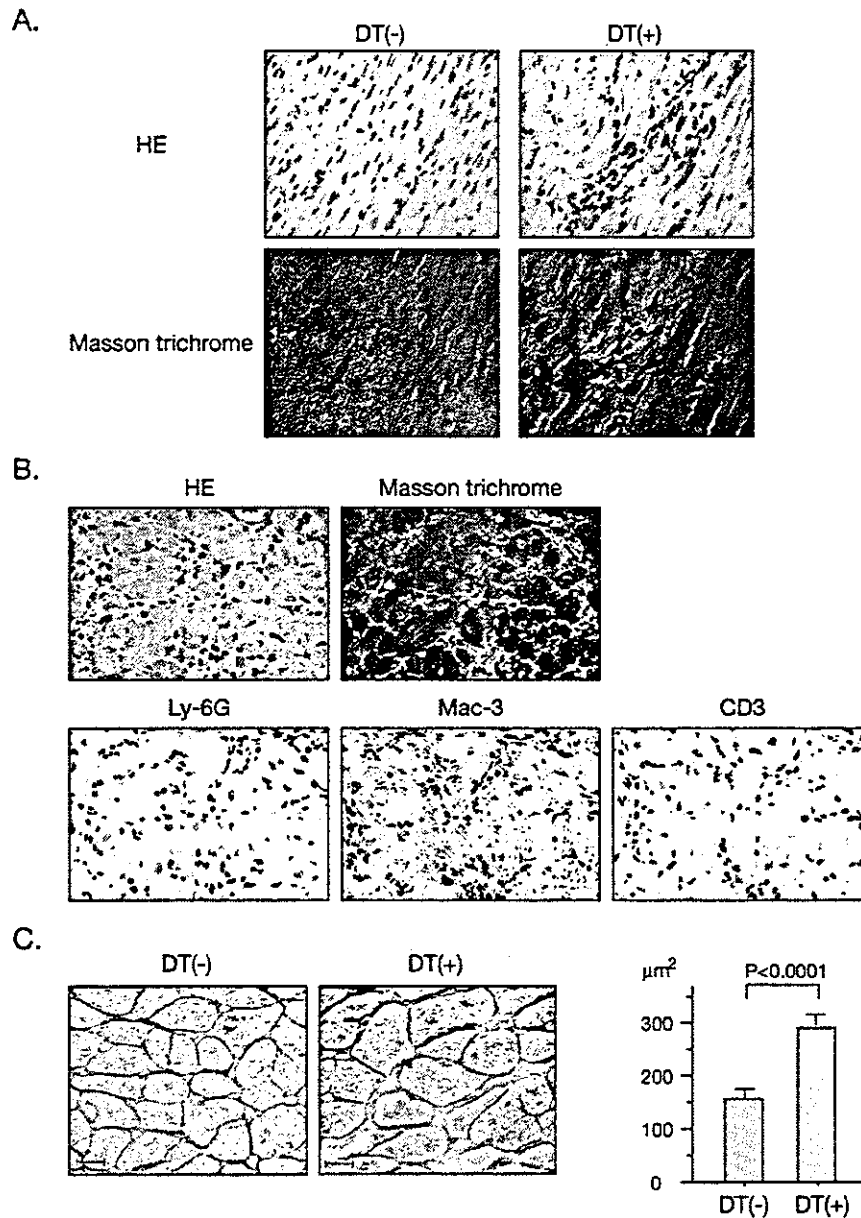 A.
DT(-) DT(+)
HE
Masson trichrome
B.
HE Masson trichrome
Ly-6G Mac-3 CD3
C.
DT(-) DT(+)
μm²
P<0.0001
300
200
100
0
DT(-) DT(+)